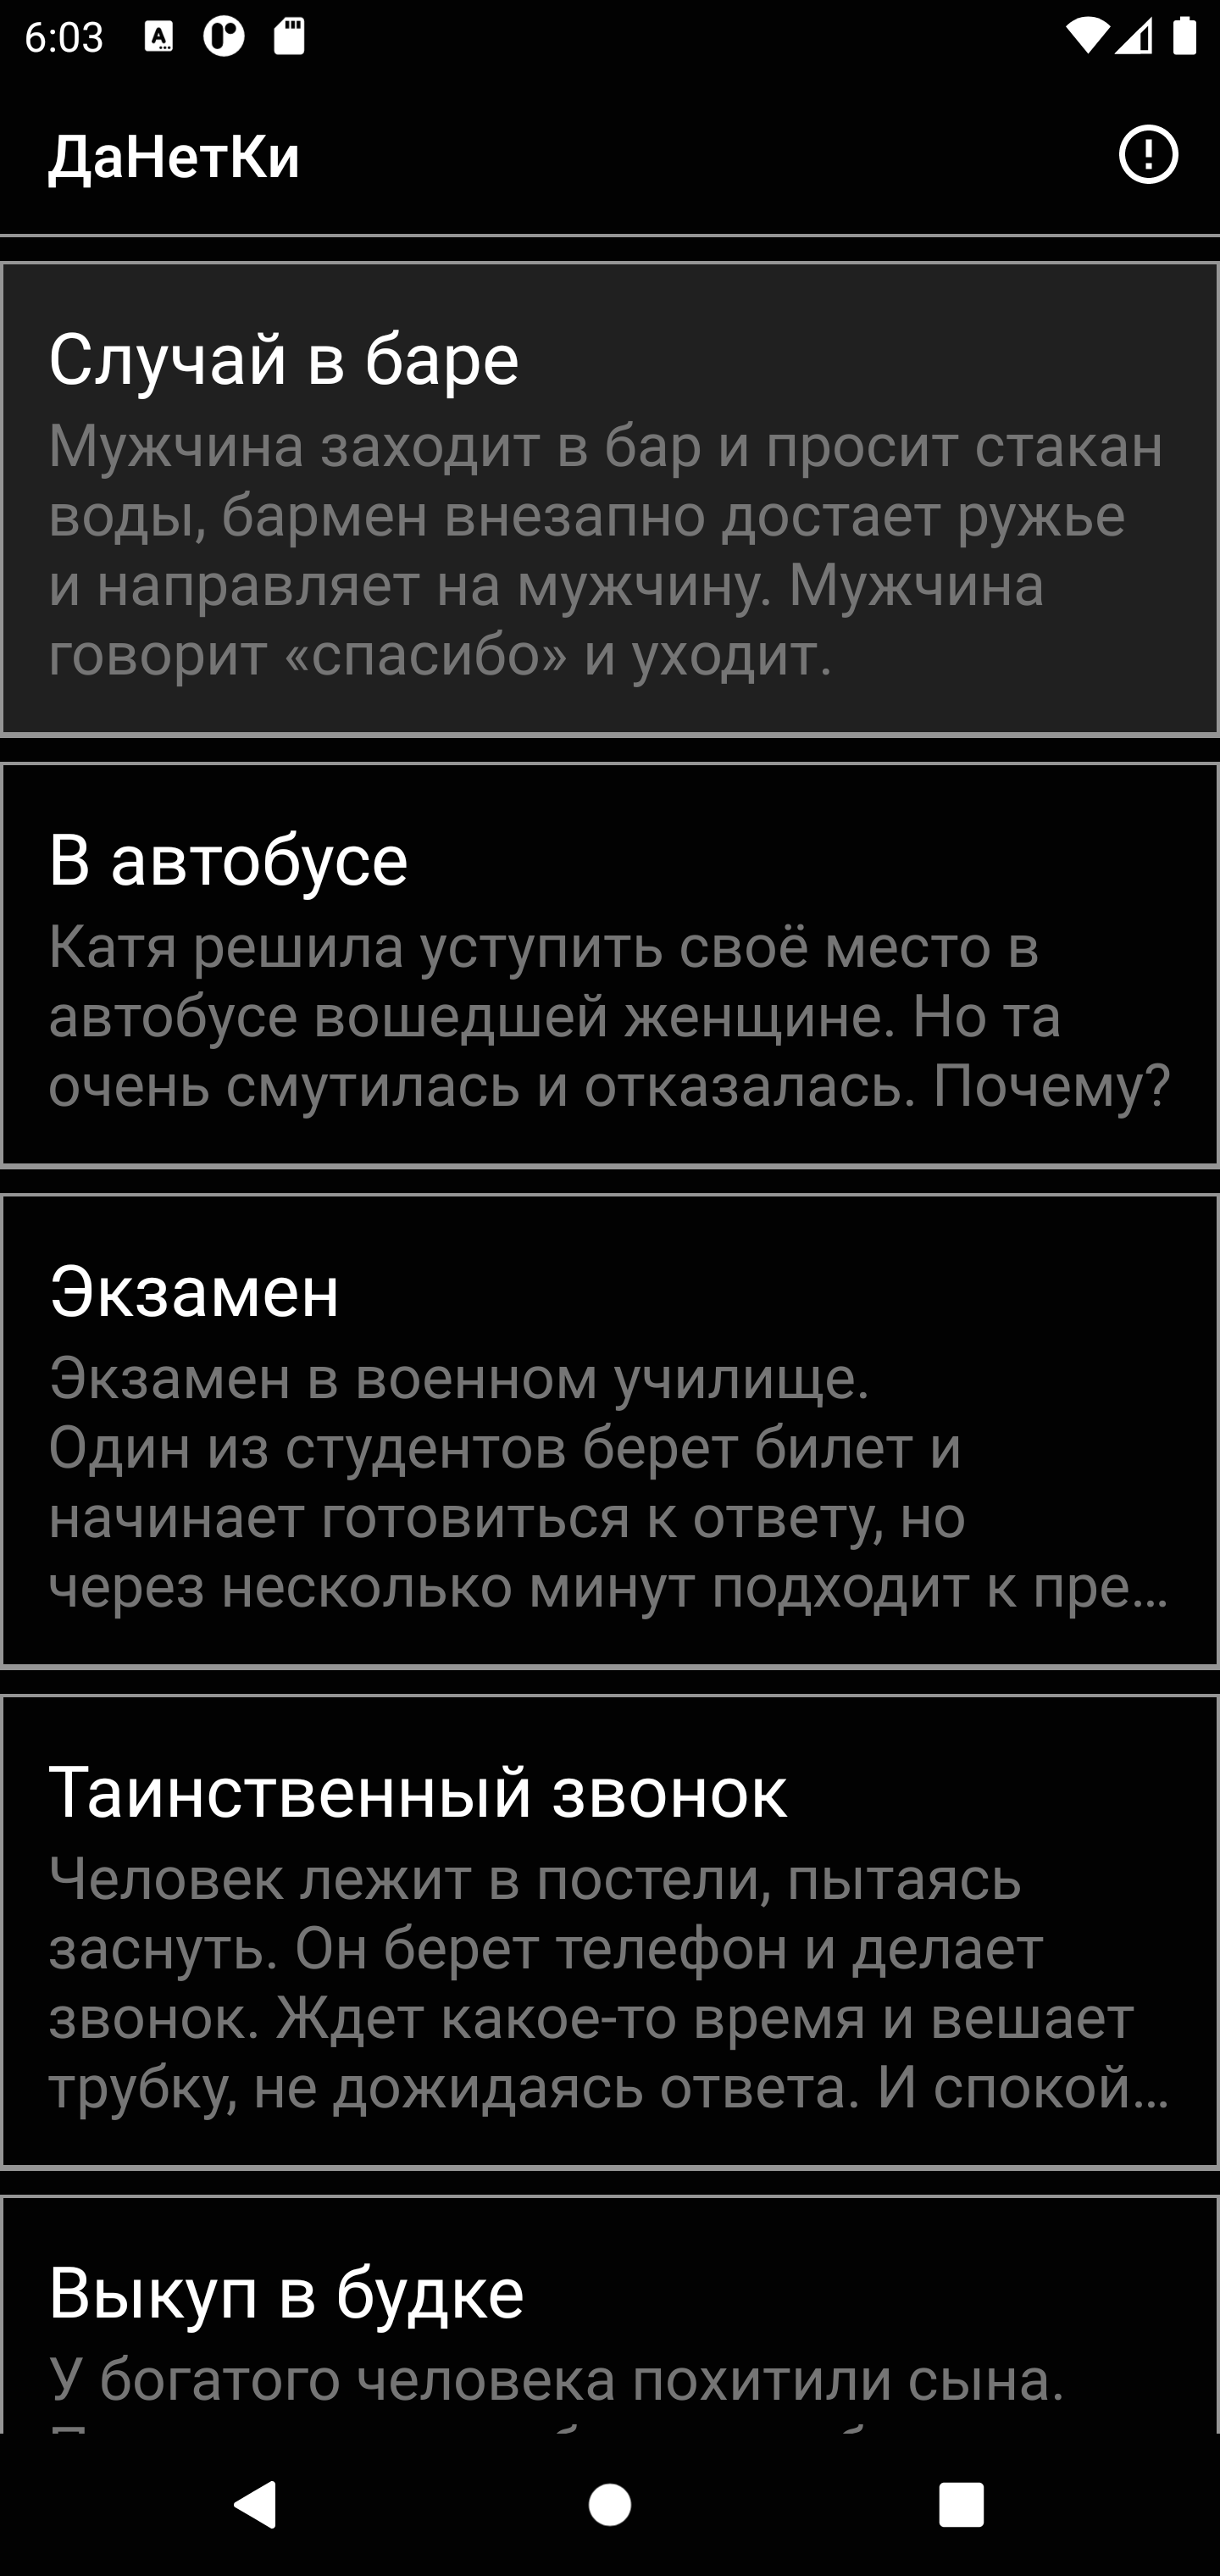 6:03
ДаНетКи
Случай в баре
Мужчина заходит в бар и просит стакан
воды, бармен внезапно достает ружье
и направляет на мужчину. Мужчина
говорит «спасибо» и уходит.
В автобусе
Катя решила уступить своё место в
автобусе вошедшей женщине. Но та
очень смутилась и отказалась. Почему?
Экзамен
Экзамен в военном училище.
Один из студентов берет билет и
начинает готовиться к ответу, но
через несколько минут подходит к пре…
Таинственный звонок
Человек лежит в постели, пытаясь
заснуть. Он берет телефон и делает
звонок. Ждет какое-то время и вешает
трубку, не дожидаясь ответа. И спокой…
Выкуп в будке
У богатого человека похитили сына.